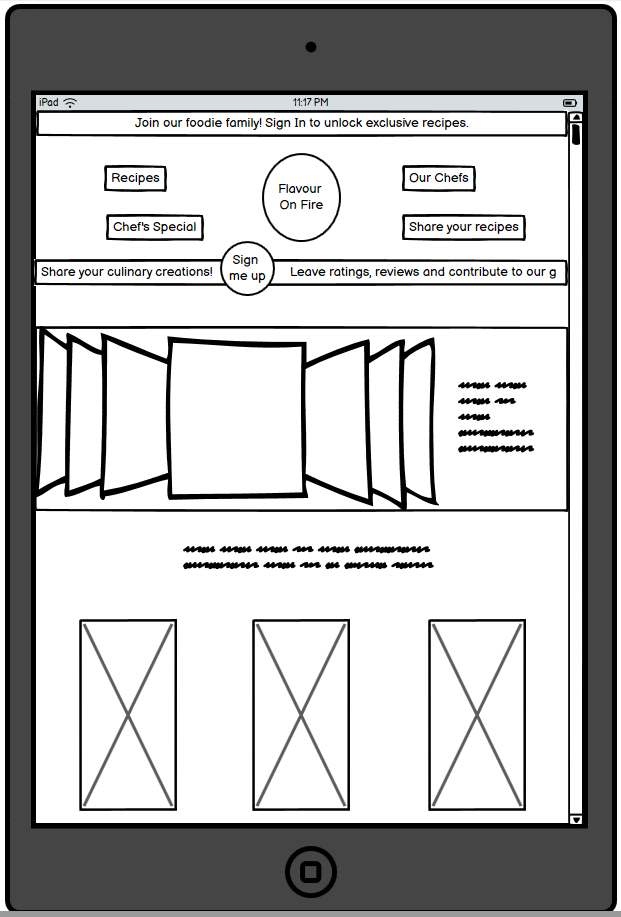 iPad
11:17 PM
Join our foodie family! Sign In to unlock exclusive recipes.
Recipes
Flavour
On Fire
Our Chefs
Chef's Special
Share your recipes
Share your culinary creations!
Sign
me up
Leave ratings, reviews and contribute to our g